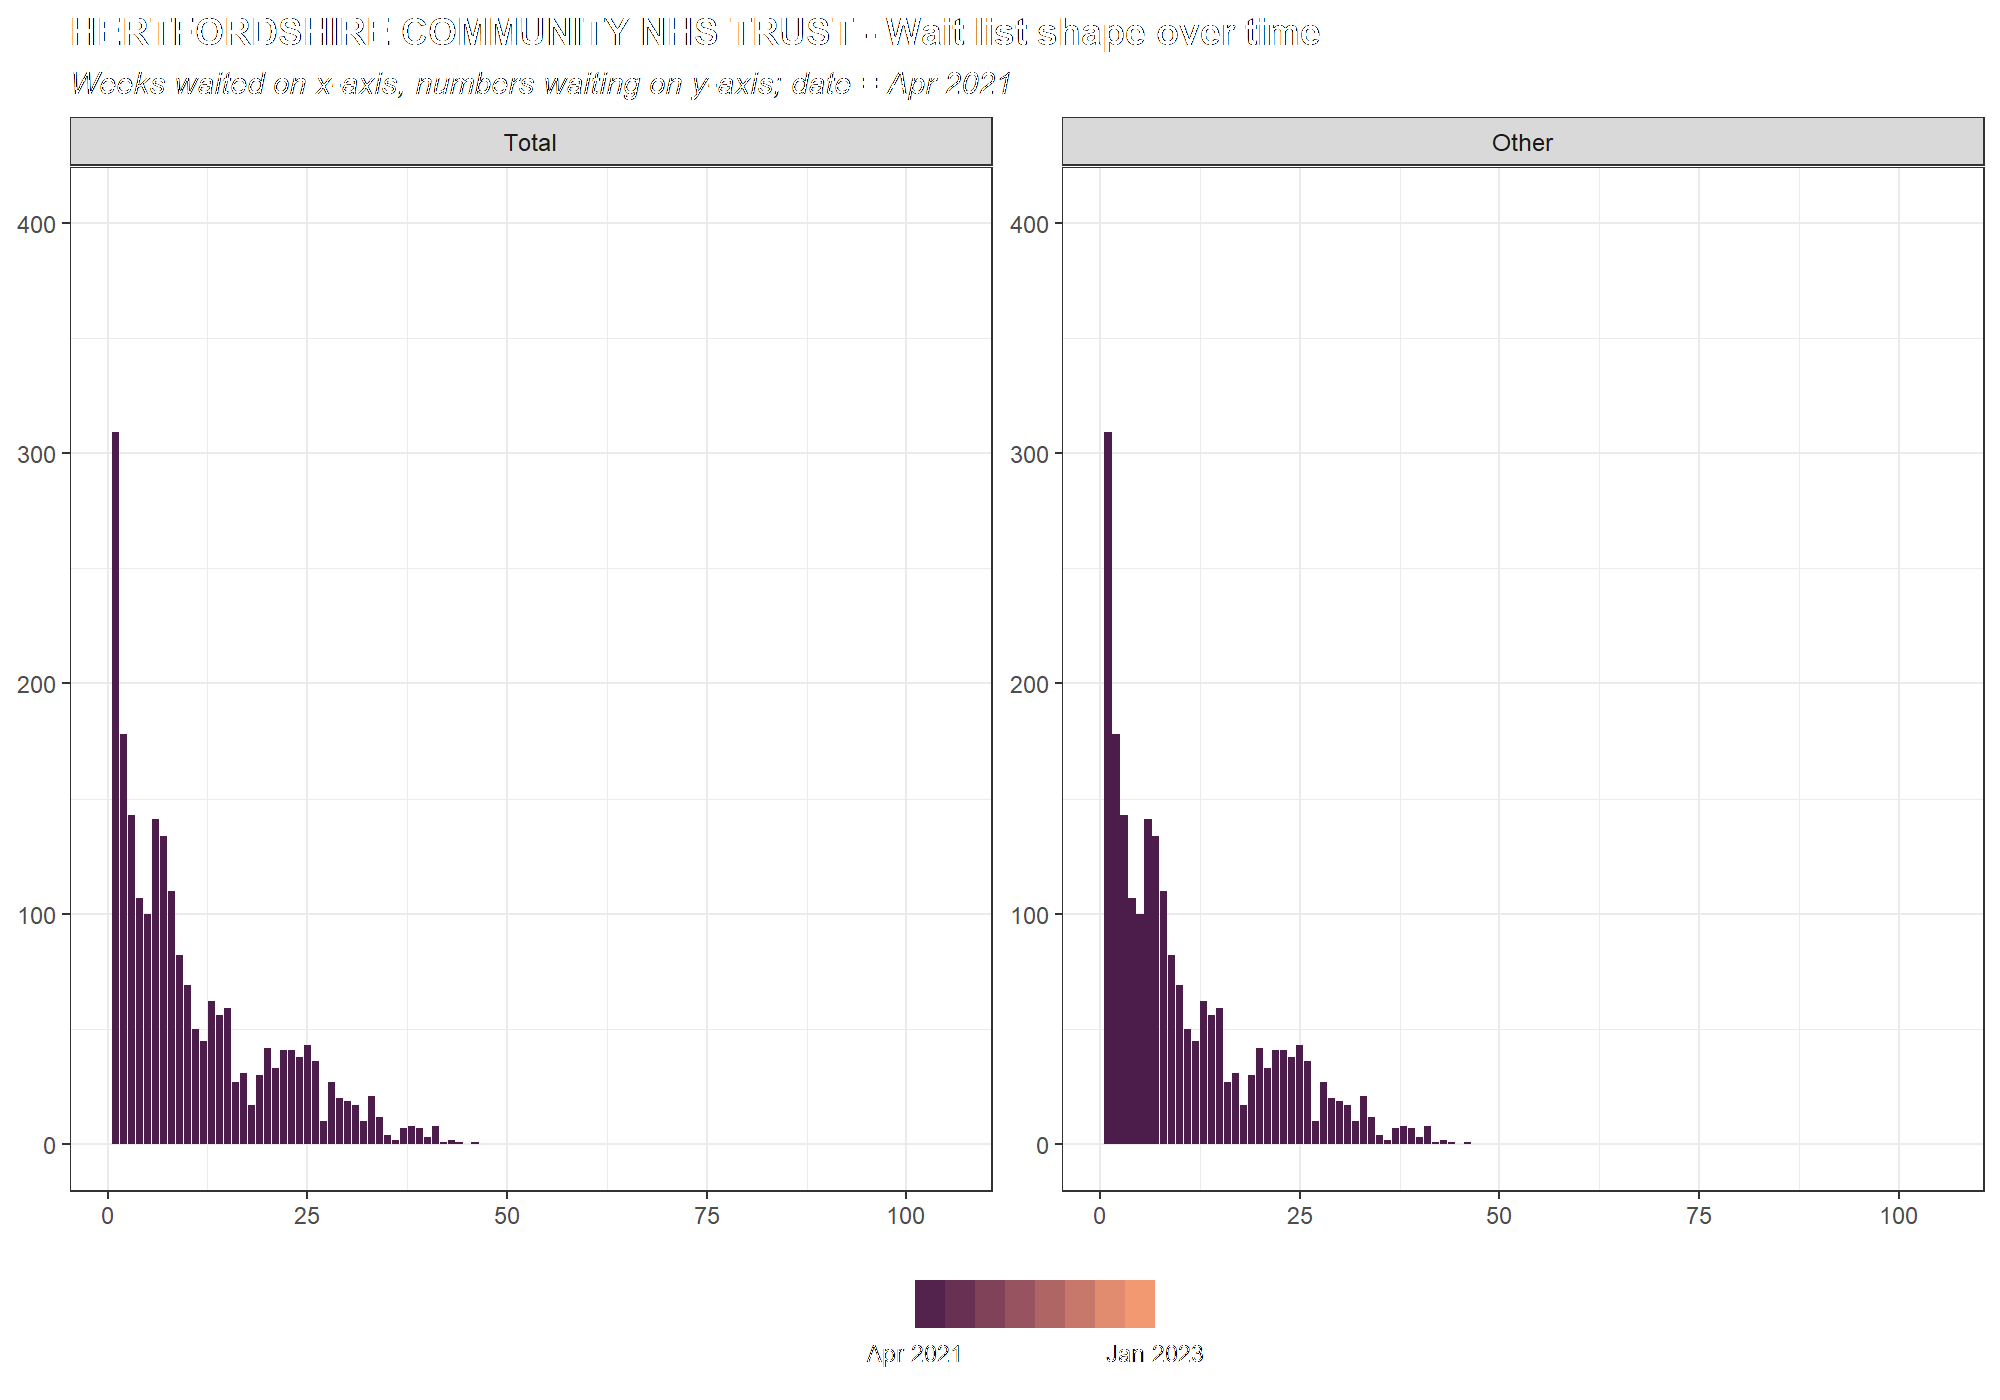 HERTFORDSHIRE COMMUNITY NHS TRUST - Wait list shape over time
Weeks waited on x-axis, numbers waiting on y-axis; date = Apr 2021
Total
Other
400
300
200
100
0
400
300
200
100
0
0 25 50 75 100
0 25 50 75 100
Apr 2021
Jan 2023